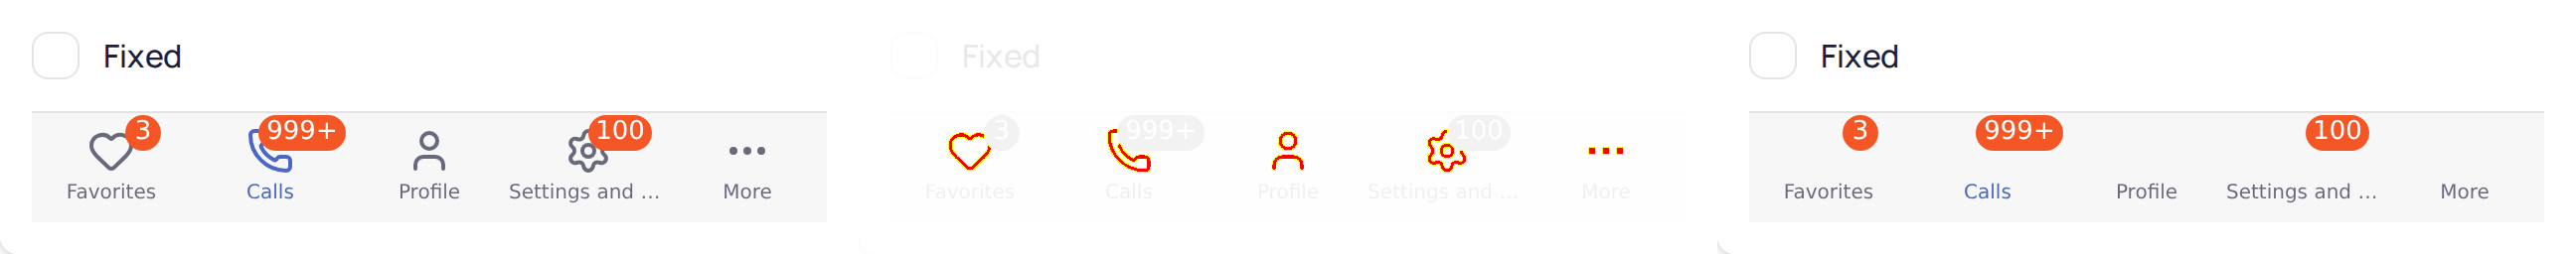 Fixed
3
999+
100
Favorites
Calls
Profile
Settings and ...
More
Fixed
3
999+
100
Favorites
Calls
Profile
Settings and ...
More
Fixed
3
999+
100
Favorites
Calls
Profile
Settings and ...
More